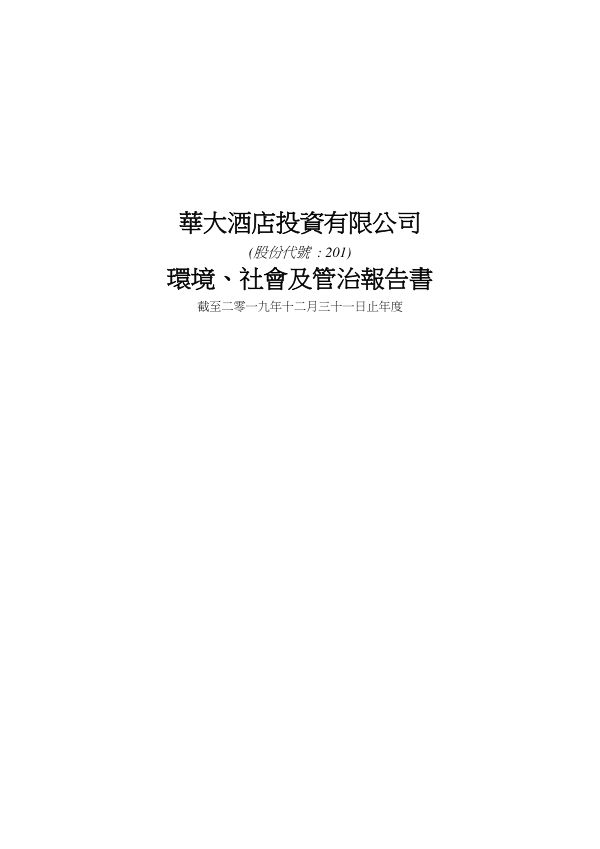 華大酒店投資有限公司
(股份代號 : 201)
環境、社會及管治報告書
截至二零一九年十二月三十一日止年度